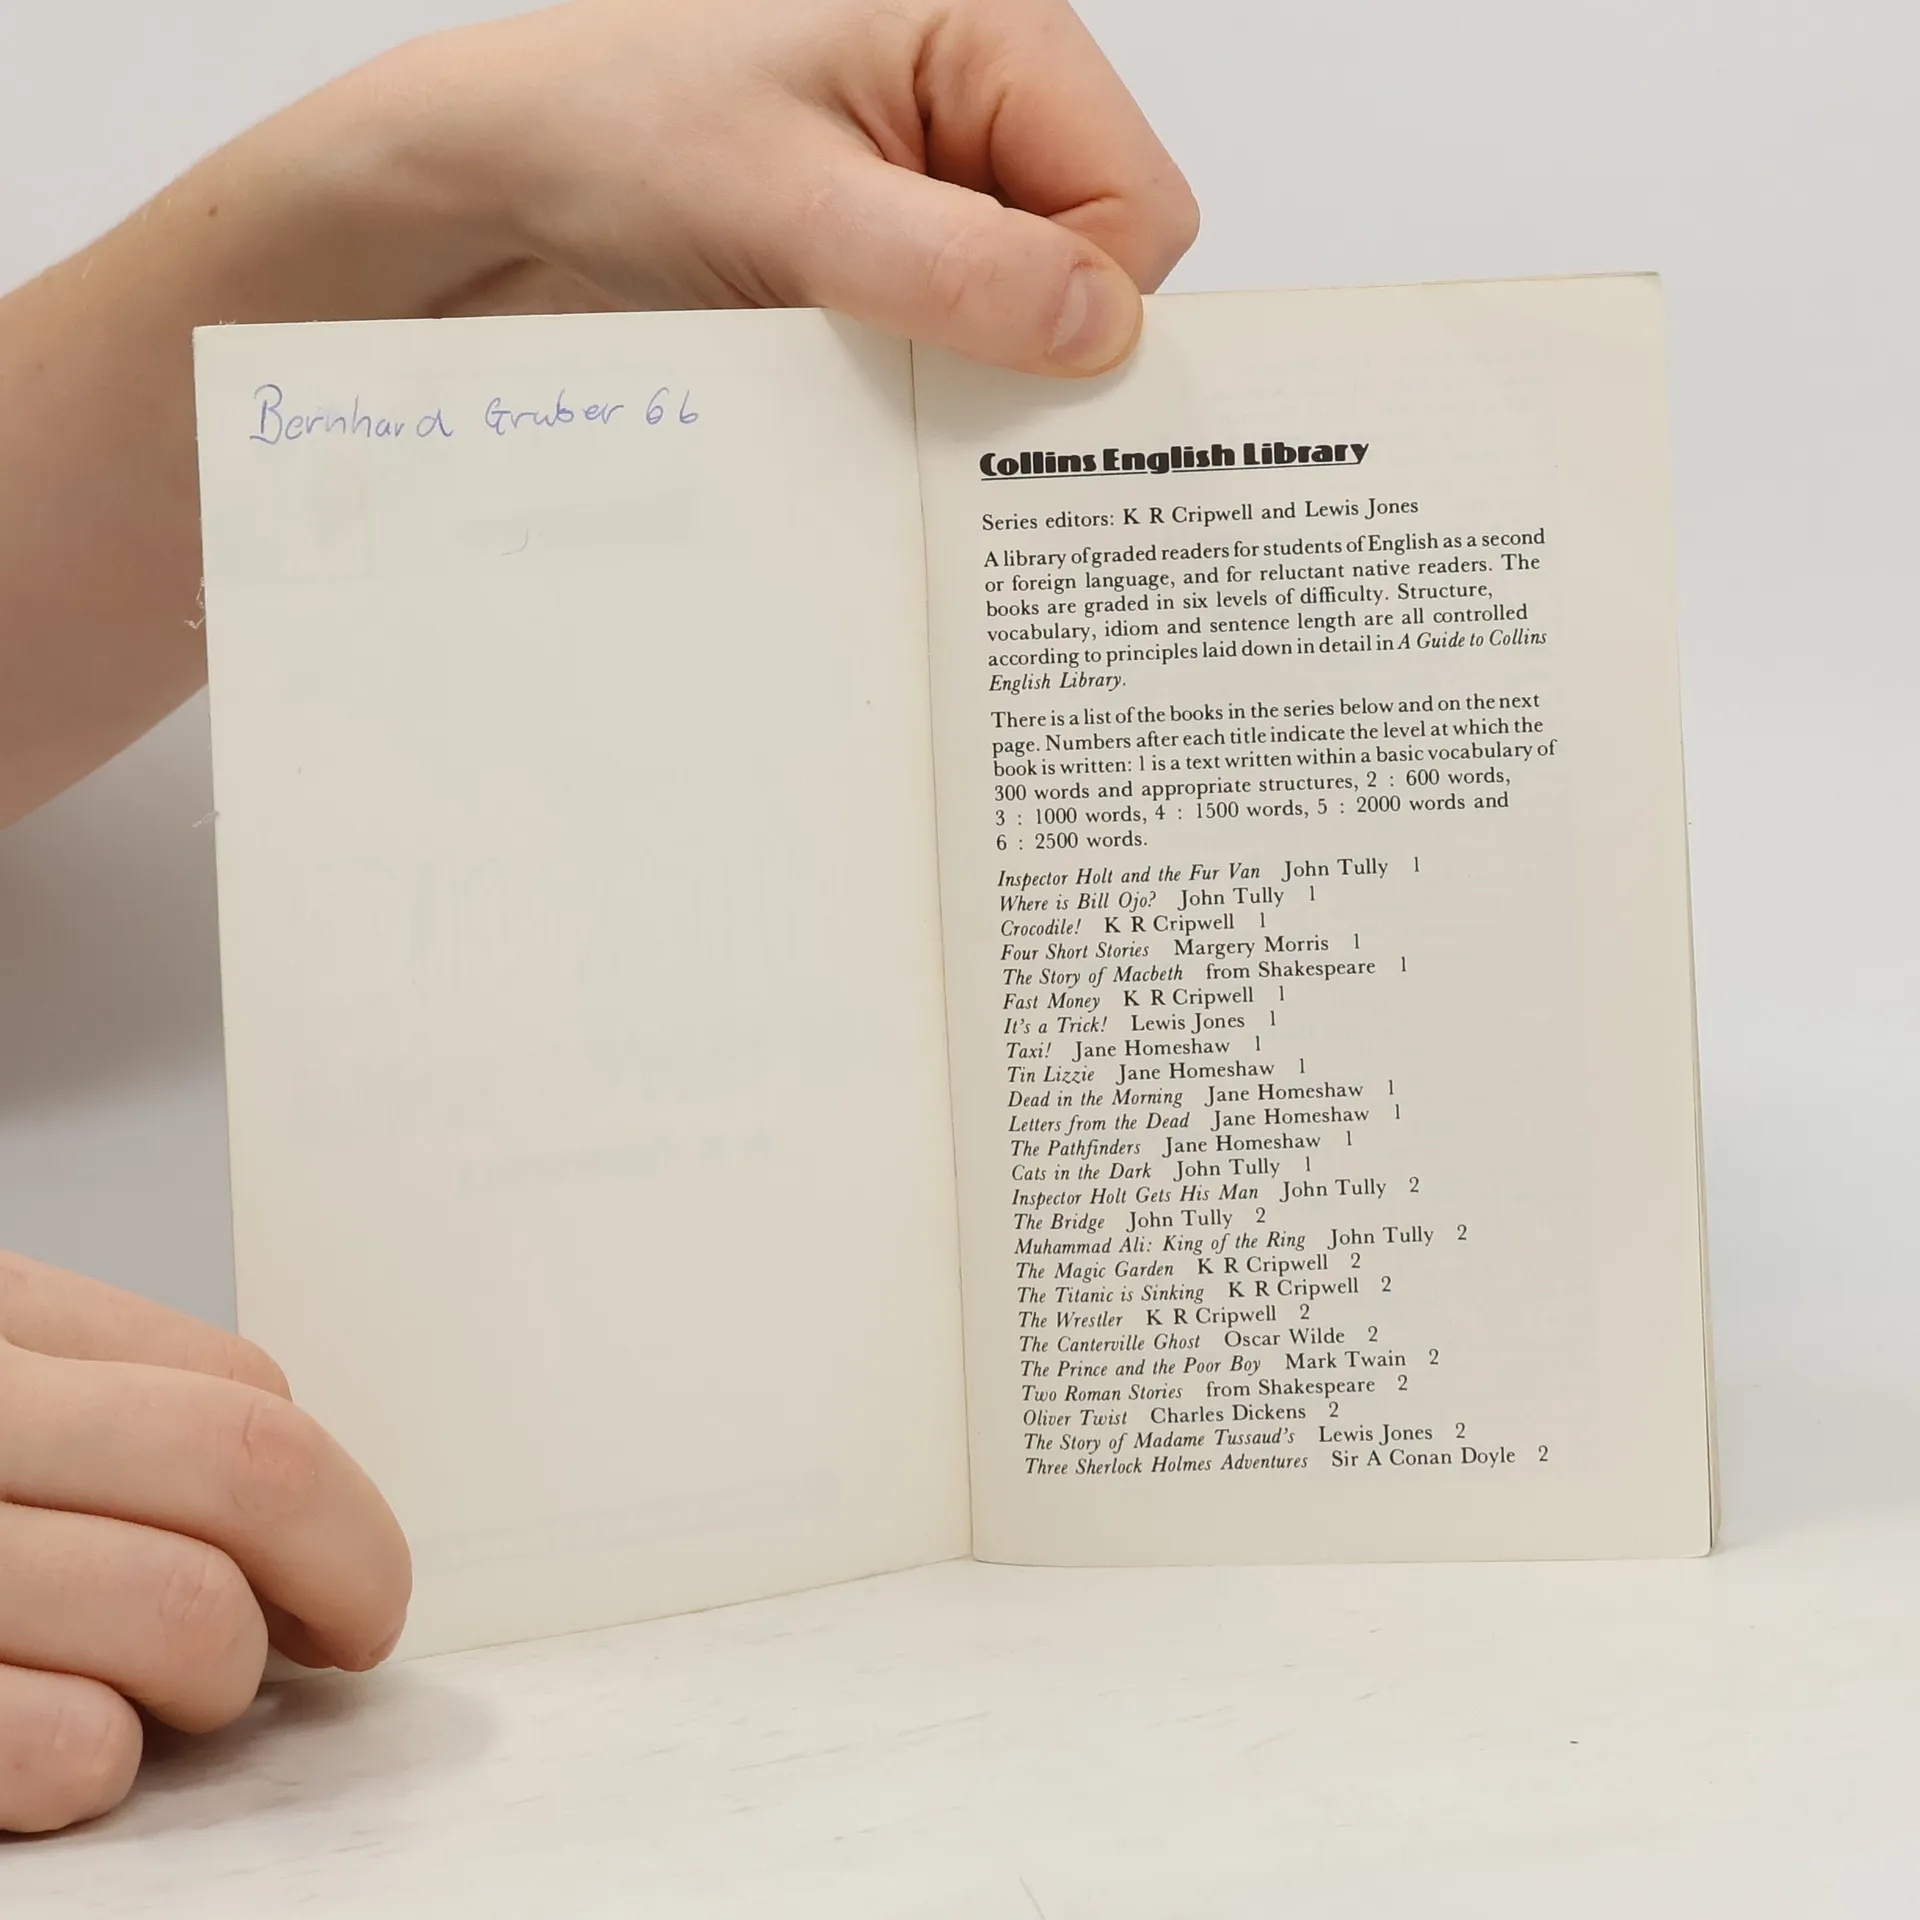 Bernhard Gruber 6b
Collins English Library
Series editors: K R Cripwell and Lewis Jones
A library of graded readers for students of English as a second
or foreign language, and for reluctant native readers. The
books are graded in six levels of difficulty. Structure,
vocabulary, idiom and sentence length are all controlled
according to principles laid down in detail in A Guide to Collins
English Library.
There is a list of the books in the series below and on the next
page. Numbers after each title indicate the level at which the
book is written: 1 is a text written within a basic vocabulary of
300 words and appropriate structures, 2 : 600 words,
3 : 1000 words, 4 : 1500 words, 5 : 2000 words and
6 : 2500 words.
Inspector Holt and the Fur Van John Tully 1
Where is Bill Ojo? John Tully 1
Crocodile! K R Cripwell 1
Four Short Stories Margery Morris 1
The Story of Macbeth from Shakespeare 1
Fast Money K R Cripwell 1
It's a Trick! Lewis Jones 1
Taxi! Jane Homeshaw 1
Tin Lizzie Jane Homeshaw 1
Dead in the Morning Jane Homeshaw 1
Letters from the Dead Jane Homeshaw 1
The Pathfinders Jane Homeshaw 1
Cats in the Dark John Tully 1
Inspector Holt Gets His Man John Tully 2
The Bridge John Tully 2
Muhammad Ali: King of the Ring John Tully 2
The Magic Garden K R Cripwell 2
The Titanic is Sinking K R Cripwell 2
The Wrestler K R Cripwell 2
The Canterville Ghost Oscar Wilde 2
The Prince and the Poor Boy Mark Twain 2
Two Roman Stories from Shakespeare 2
Oliver Twist Charles Dickens 2
The Story of Madame Tussaud's Lewis Jones 2
Three Sherlock Holmes Adventures Sir A Conan Doyle 2